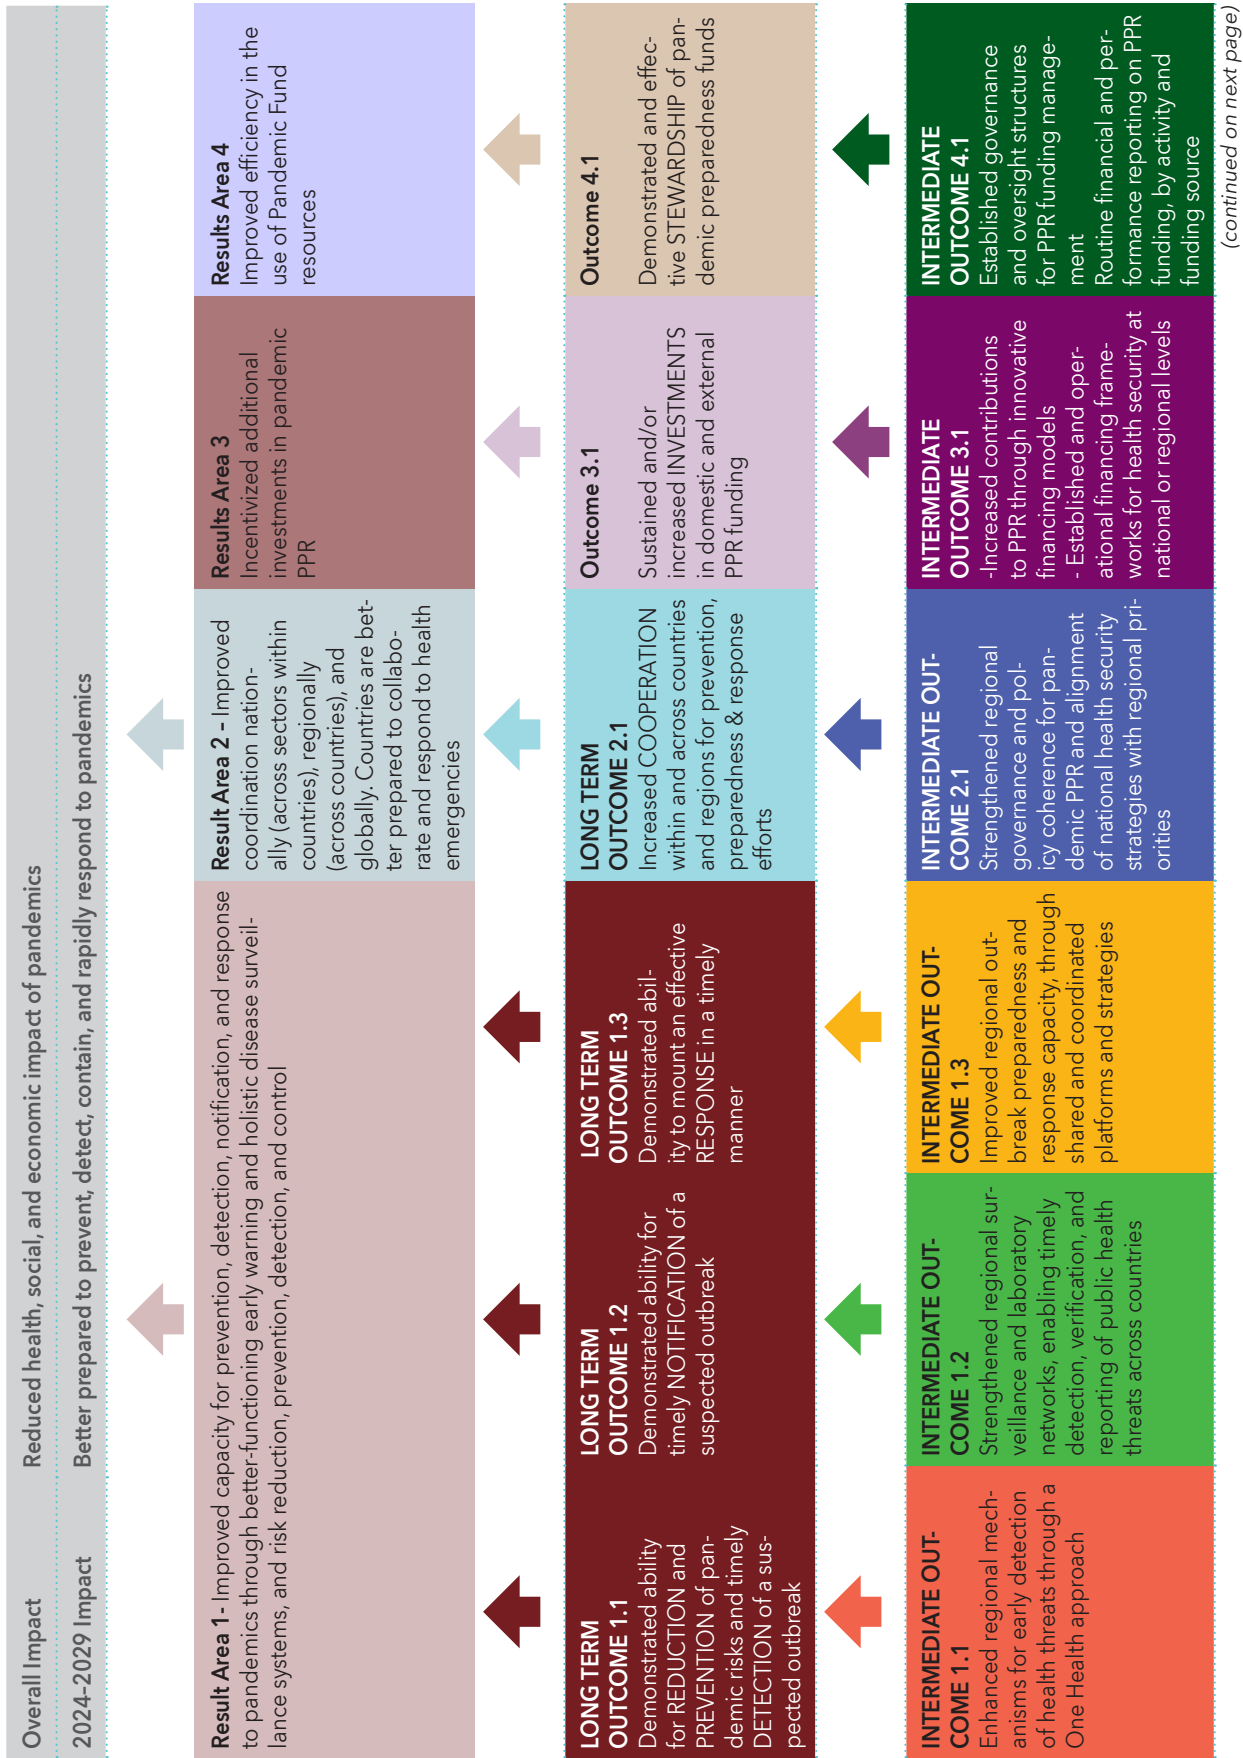 Overall Impact
Reduced health, social, and economic impact of pandemics
2024-2029 Impact
Better prepared to prevent, detect, contain, and rapidly respond to pandemics
Result Area 1- Improved capacity for prevention, detection, notification, and response
to pandemics through better-functioning early warning and holistic disease surveil-
lance systems, and risk reduction, prevention, detection, and control
Result Area 2 – Improved
coordination nation-
ally (across sectors within
countries), regionally
(across countries), and
globally. Countries are bet-
ter prepared to collabo-
rate and respond to health
emergencies
Results Area 3
Incentivized additional
investments in pandemic
PPR
Results Area 4
Improved efficiency in the
use of Pandemic Fund
resources
LONG TERM
OUTCOME 1.1
Demonstrated ability
for REDUCTION and
PREVENTION of pan-
demic risks and timely
DETECTION of a sus-
pected outbreak
LONG TERM
OUTCOME 1.2
Demonstrated ability for
timely NOTIFICATION of a
suspected outbreak
LONG TERM
OUTCOME 1.3
Demonstrated abil-
ity to mount an effective
RESPONSE in a timely
manner
LONG TERM
OUTCOME 2.1
Increased COOPERATION
within and across countries
and regions for prevention,
preparedness & response
efforts
Outcome 3.1
Sustained and/or
increased INVESTMENTS
in domestic and external
PPR funding
Outcome 4.1
Demonstrated and effec-
tive STEWARDSHIP of pan-
demic preparedness funds
INTERMEDIATE OUT-
COME 1.1
Enhanced regional mech-
anisms for early detection
of health threats through a
One Health approach
INTERMEDIATE OUT-
COME 1.2
Strengthened regional sur-
veillance and laboratory
networks, enabling timely
detection, verification, and
reporting of public health
threats across countries
INTERMEDIATE OUT-
COME 1.3
Improved regional out-
break preparedness and
response capacity, through
shared and coordinated
platforms and strategies
INTERMEDIATE OUT-
COME 2.1
Strengthened regional
governance and pol-
icy coherence for pan-
demic PPR and alignment
of national health security
strategies with regional pri-
orities
INTERMEDIATE
OUTCOME 3.1
-Increased contributions
to PPR through innovative
financing models
- Established and oper-
ational financing frame-
works for health security at
national or regional levels
INTERMEDIATE
OUTCOME 4.1
Established governance
and oversight structures
for PPR funding manage-
ment
Routine financial and per-
formance reporting on PPR
funding, by activity and
funding source
(continued on next page)